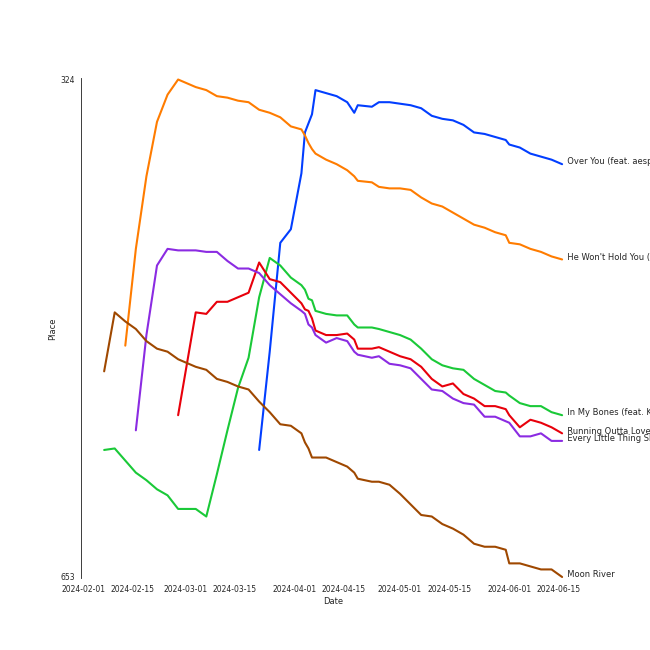 324
Over You (feat. aesp
He Won't Hold You (
Place
In My Bones (feat. K
Running Outta Love
Every Little Thing S
Moon River
653
2024-02-01 2024-02-15 2024-03-01 2024-03-15 2024-04-01 2024-04-15 2024-05-01 2024-05-15 2024-06-01 2024-06-15
Date